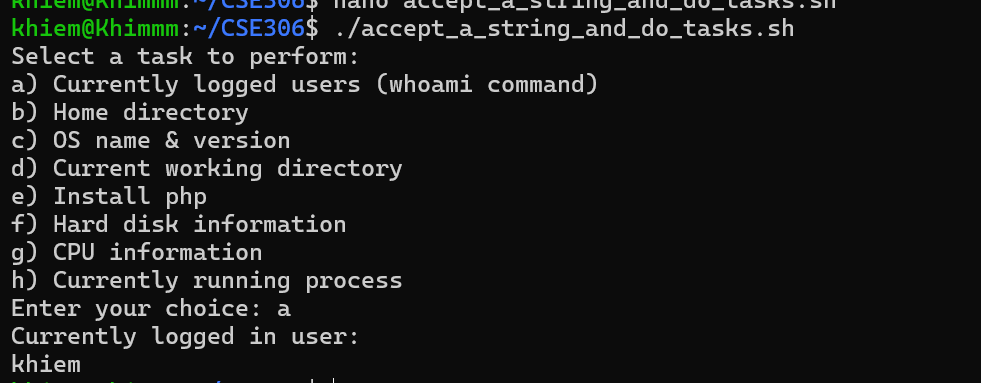 khiem@Khimmm:~/CSE306$ nano accept_a_string_and_do_tasks.sh
khiem@Khimmm:~/CSE306$ ./accept_a_string_and_do_tasks.sh
Select a task to perform:
a) Currently logged users (whoami command)
b) Home directory
c) OS name & version
d) Current working directory
e) Install php
f) Hard disk information
g) CPU information
h) Currently running process
Enter your choice: a
Currently logged in user:
khiem